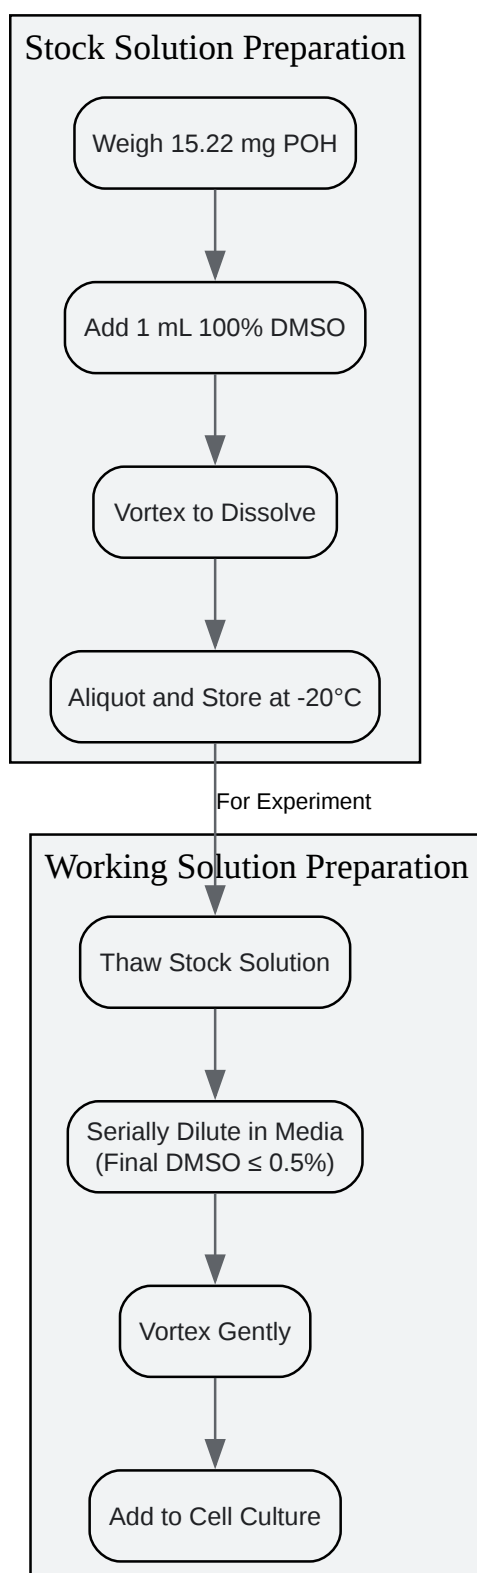 Stock Solution Preparation
Weigh 15.22 mg POH
Add 1 mL 100% DMSO
Vortex to Dissolve
Aliquot and Store at -20°C
For Experiment
Working Solution Preparation
Thaw Stock Solution
Serially Dilute in Media
(Final DMSO ≤ 0.5%)
Vortex Gently
Add to Cell Culture